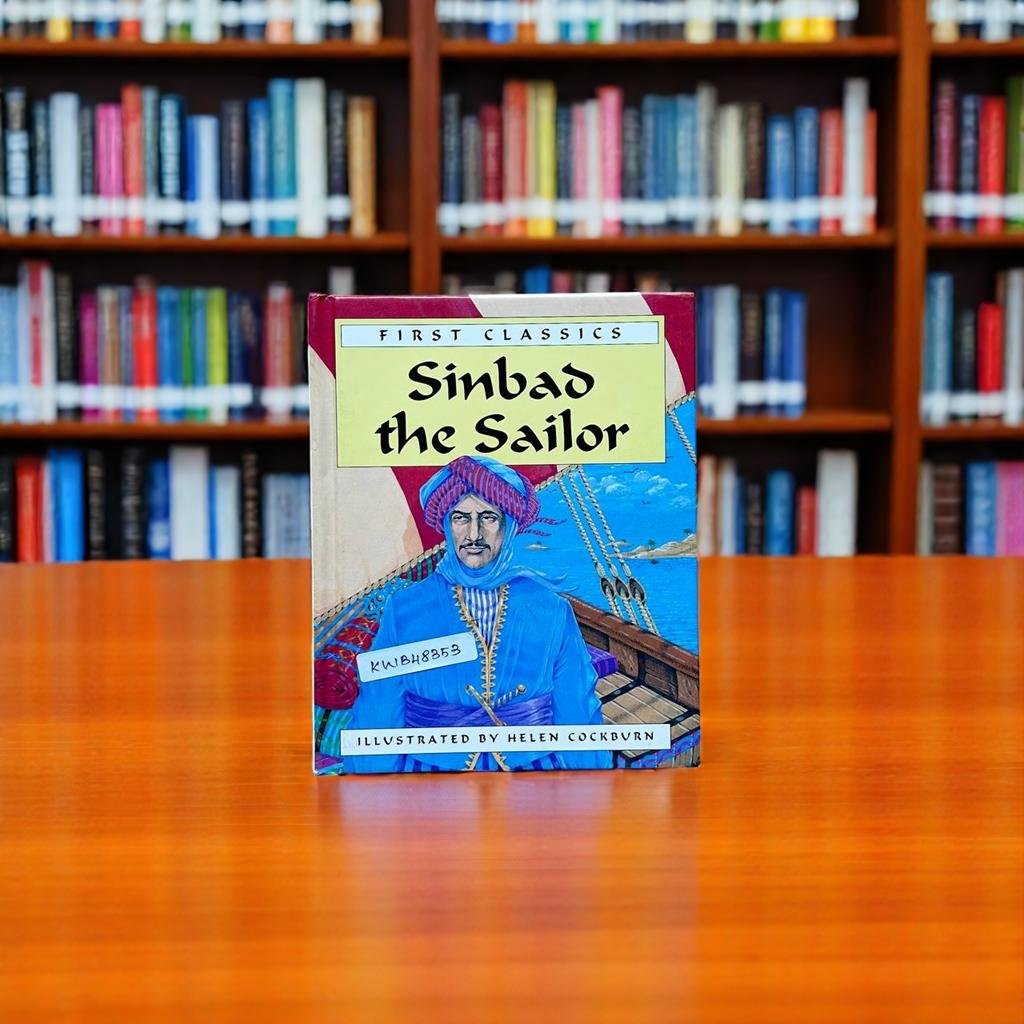 FIRST CLASSICS
Sinbad
the Sailor
KWB48353
ILLUSTRATED BY HELEN COCKBURN